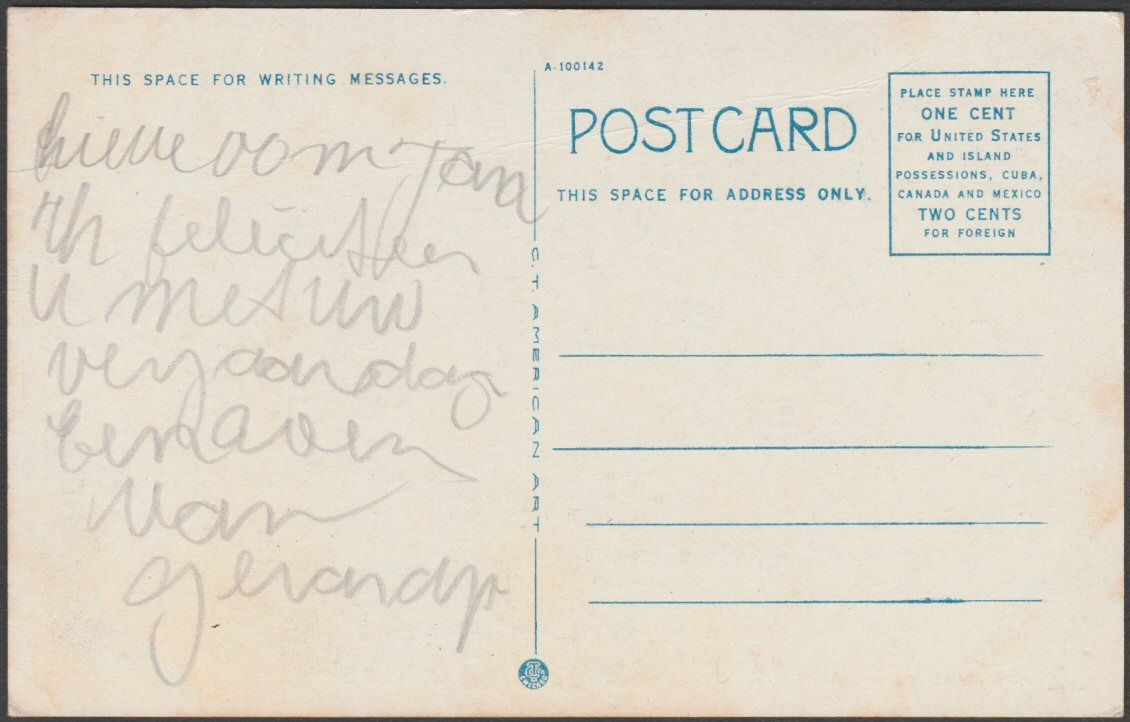 THIS SPACE FOR WRITING MESSAGES.
lieve oom Jan
Ik feliciteer
U met uw
verjaardag
van
A-100142
POST CARD
THIS SPACE FOR ADDRESS ONLY.
PLACE STAMP HERE
ONE CENT
FOR UNITED STATES
AND ISLAND
POSSESSIONS, CUBA,
CANADA AND MEXICO
TWO CENTS
FOR FOREIGN
C.T. AMERICAN ART
CHICAGO